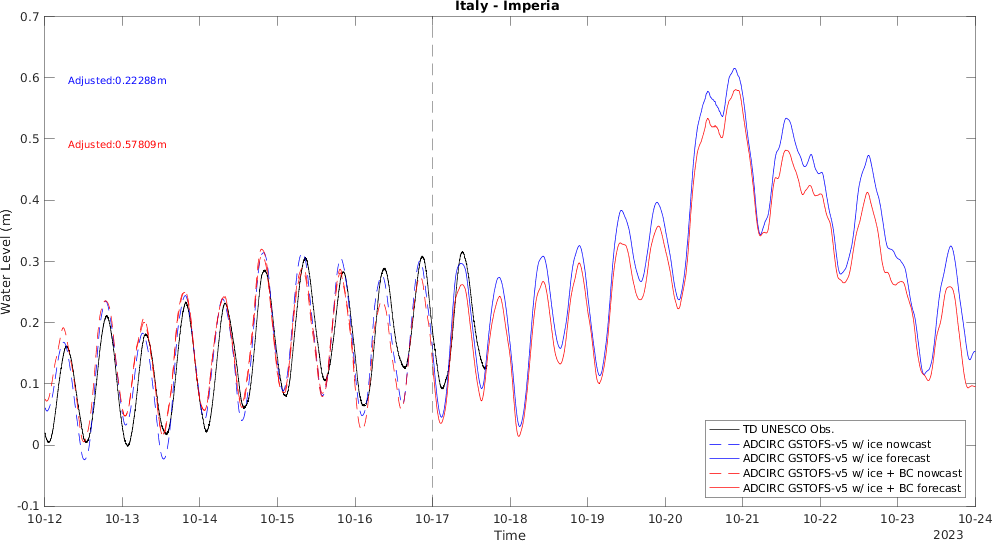 Italy - Imperia
0.7
0.6
0.5
0.4
0.3
0.2
0.1
0
-0.1
Water Level (m)
Adjusted:0.22288m
Adjusted:0.57809m
TD UNESCO Obs.
ADCIRC GSTOFS-v5 w/ ice nowcast
ADCIRC GSTOFS-v5 w/ ice forecast
ADCIRC GSTOFS-v5 w/ ice + BC nowcast
ADCIRC GSTOFS-v5 w/ ice + BC forecast
10-12 10-13 10-14 10-15 10-16 10-17 10-18 10-19 10-20 10-21 10-22 10-23 10-24
Time
2023